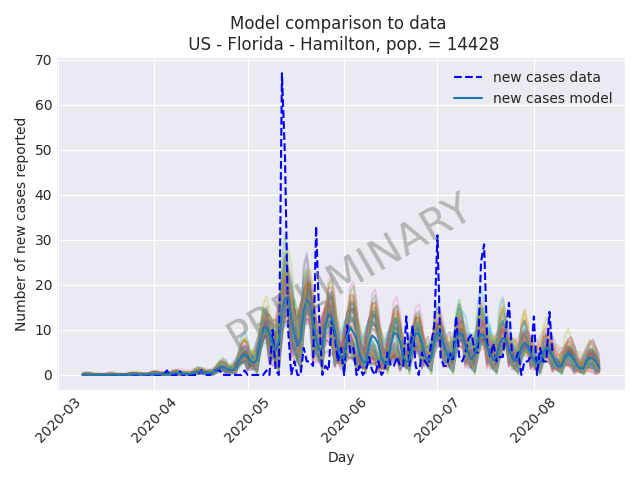 Model comparison to data
US - Florida - Hamilton, pop. = 14428
new cases data
new cases model
PRELIMINARY
Number of new cases reported
70
60
50
40
30
20
10
0
2020-03
2020-04
2020-05
2020-06
2020-07
2020-08
Day